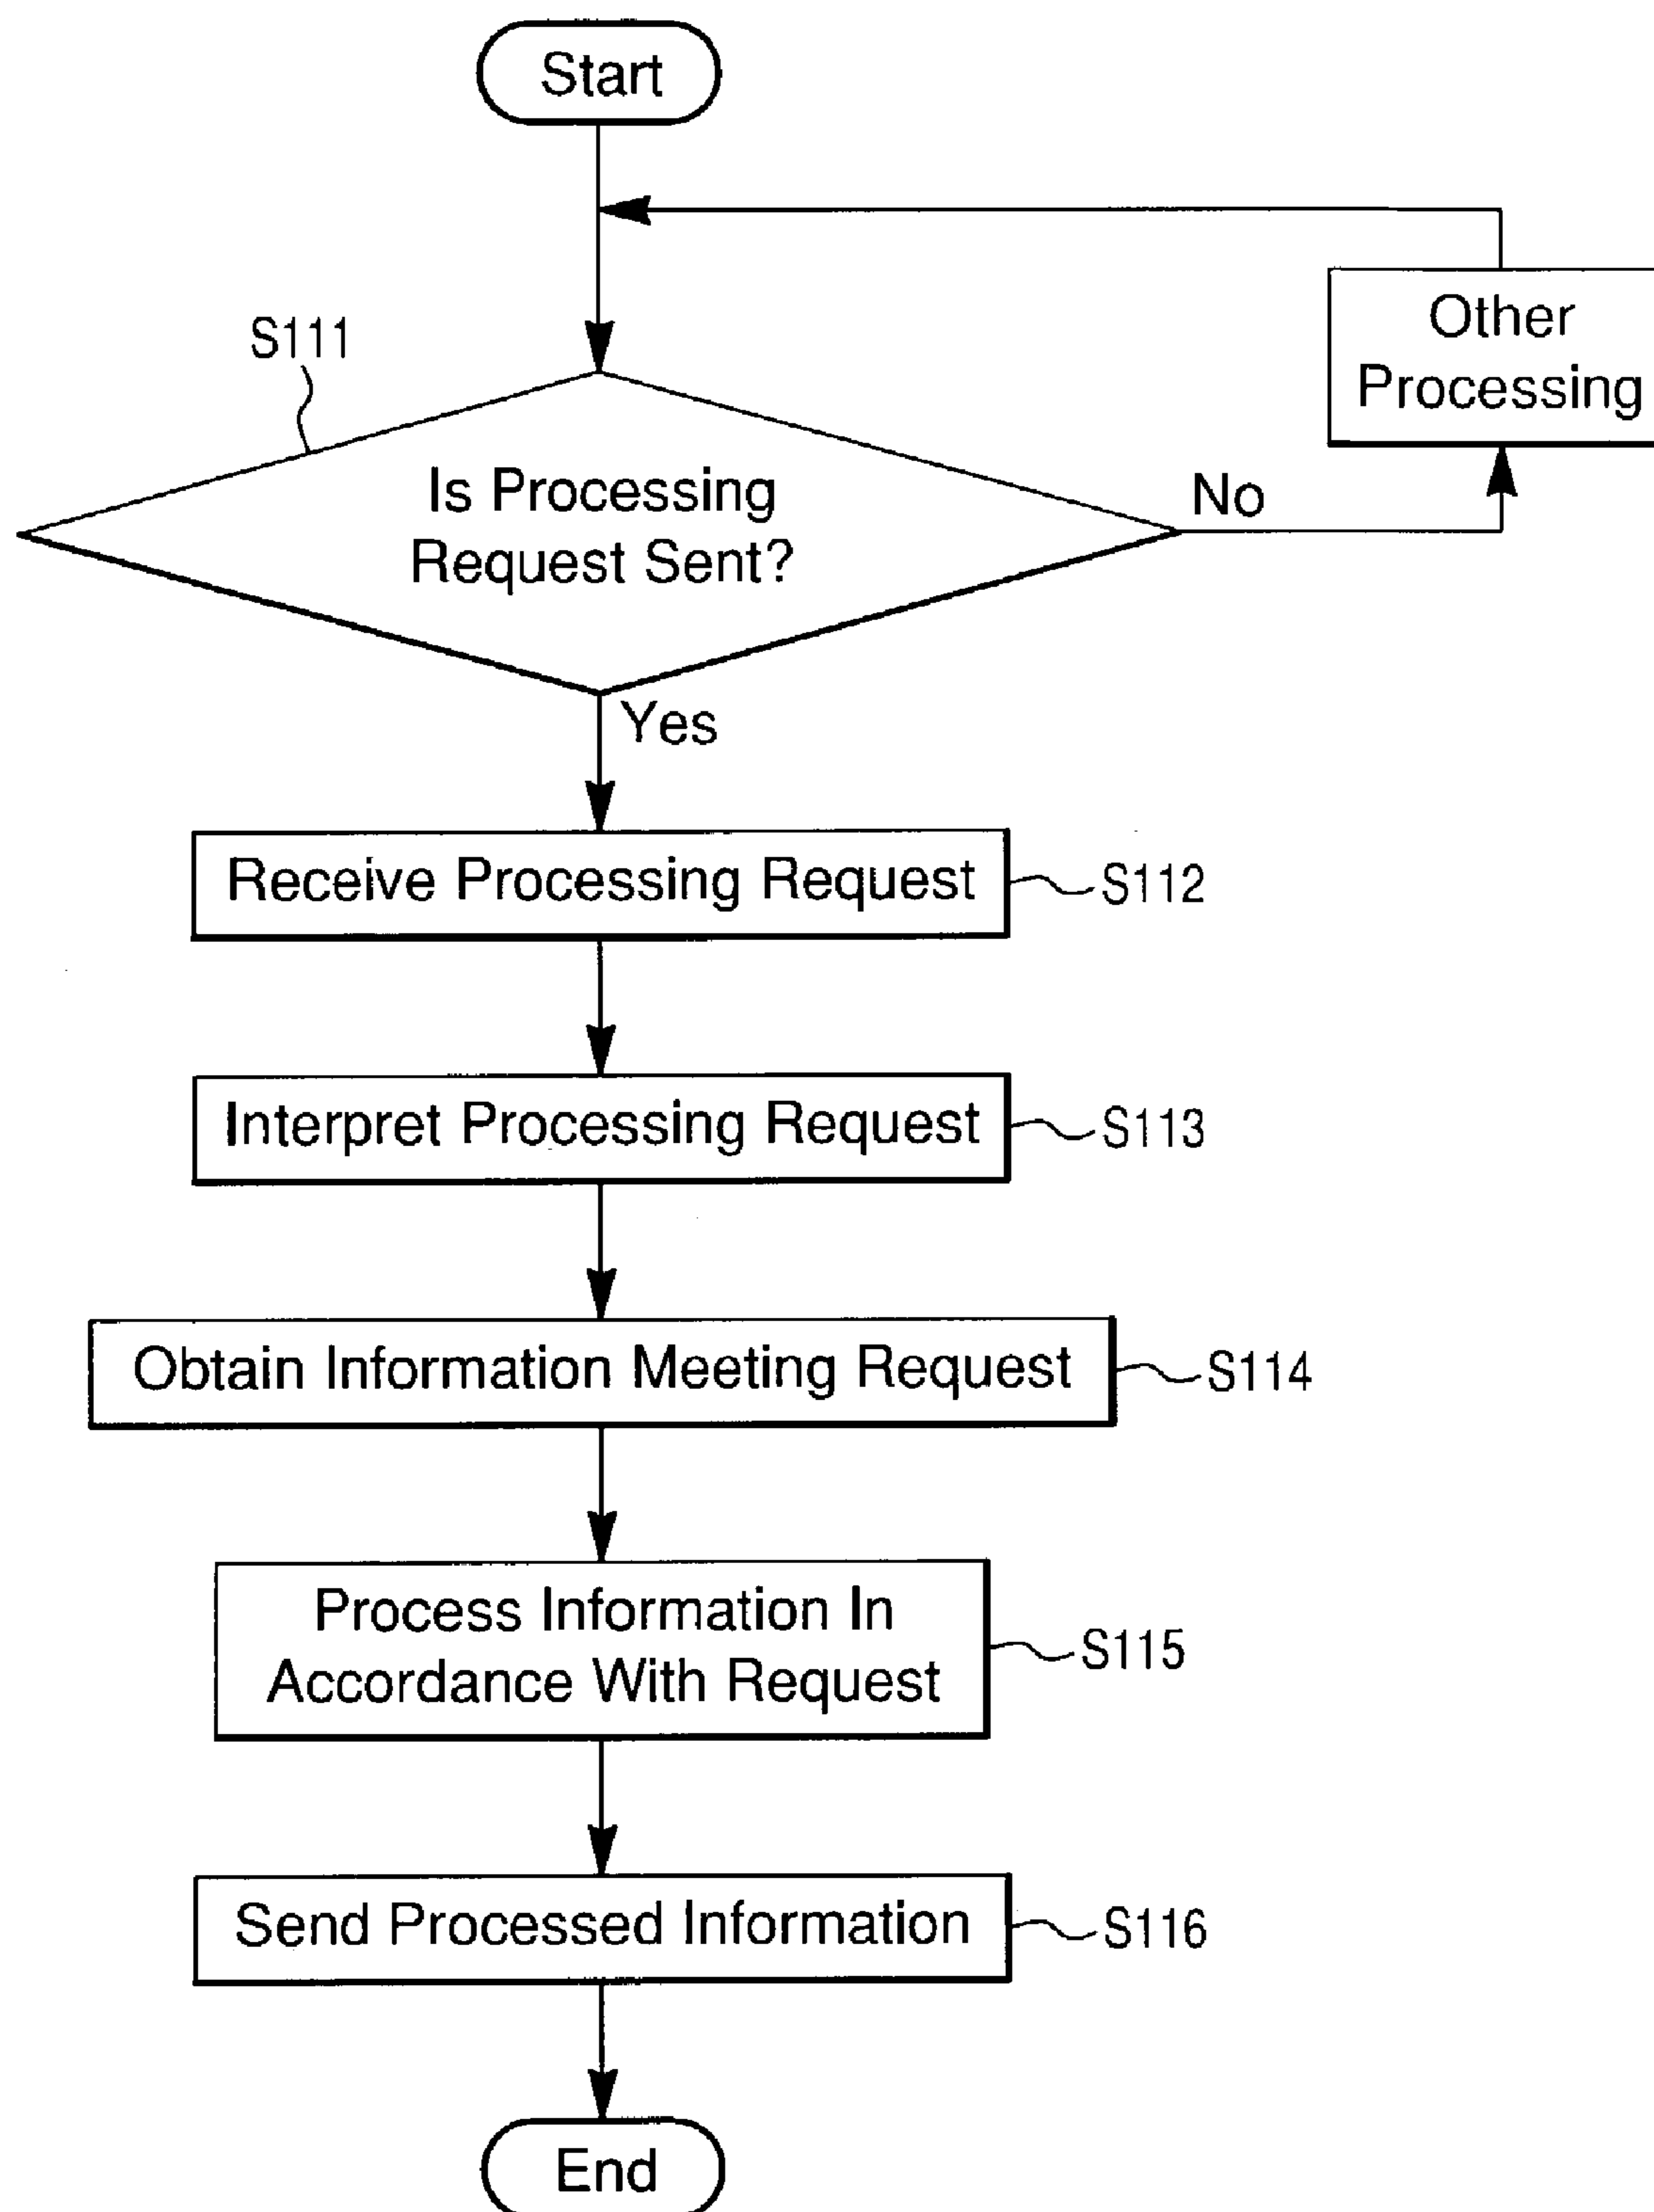 Start
Other
Processing
S111
Is Processing
Request Sent?
No
Yes
Receive Processing Request
S112
Interpret Processing Request
S113
Obtain Information Meeting Request
S114
Process Information In
Accordance With Request
S115
Send Processed Information
S116
End